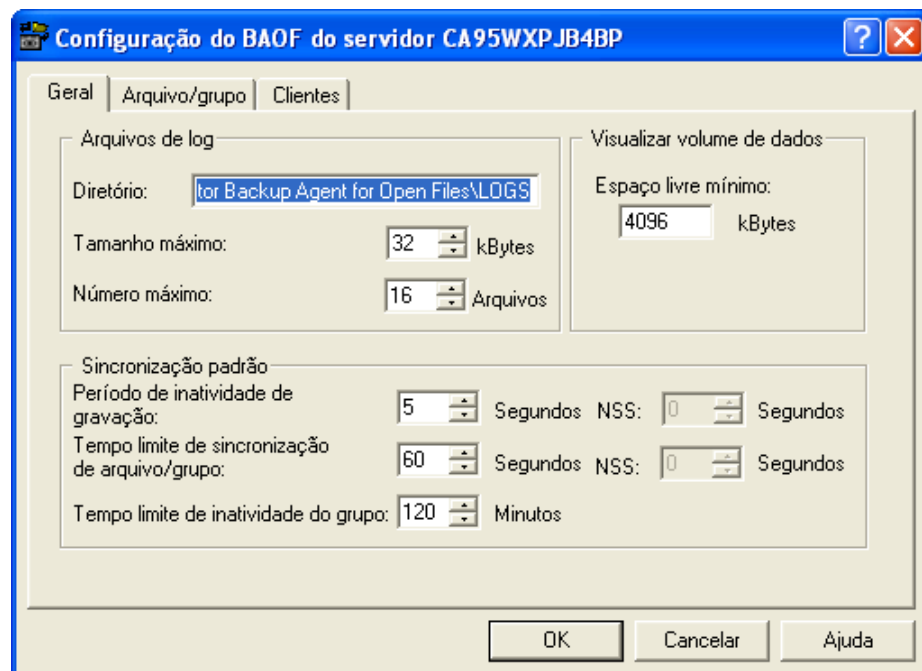 Configuração do BAOF do servidor CA95WXPJB4BP
Geral
Arquivo/grupo
Clientes
Arquivos de log
Diretório:
tor Backup Agent for Open Files\LOGS
Tamanho máximo:
32
kBytes
Número máximo:
16
Arquivos
Visualizar volume de dados
Espaço livre mínimo:
4096
kBytes
Sincronização padrão
Período de inatividade de
gravação:
5
Segundos
NSS:
0
Segundos
Tempo limite de sincronização
de arquivo/grupo:
60
Segundos
NSS:
0
Segundos
Tempo limite de inatividade do grupo:
120
Minutos
OK
Cancelar
Ajuda